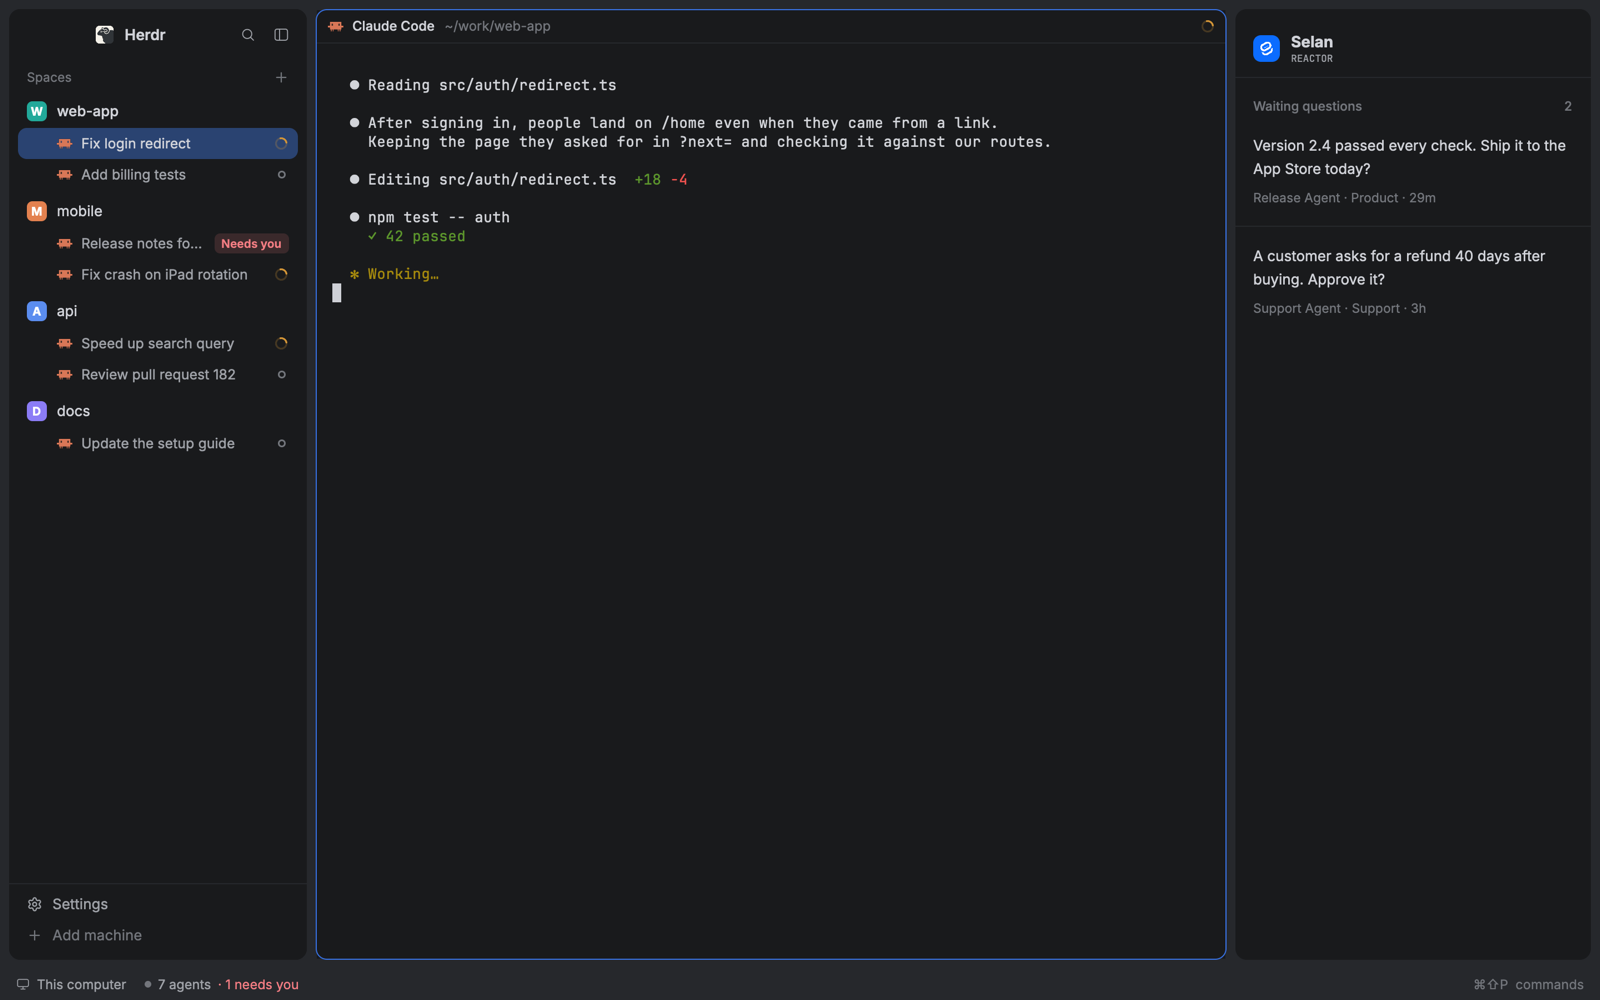 Herdr
Spaces
W web-app
Fix login redirect
Add billing tests
M mobile
Release notes fo... Needs you
Fix crash on iPad rotation
A api
Speed up search query
Review pull request 182
D docs
Update the setup guide
Settings
Add machine
Claude Code ~/work/web-app
● Reading src/auth/redirect.ts
● After signing in, people land on /home even when they came from a link.
Keeping the page they asked for in ?next= and checking it against our routes.
● Editing src/auth/redirect.ts +18 -4
● npm test -- auth
✓ 42 passed
✻ Working…
Selan
REACTOR
Waiting questions 2
Version 2.4 passed every check. Ship it to the
App Store today?
Release Agent · Product · 29m
A customer asks for a refund 40 days after
buying. Approve it?
Support Agent · Support · 3h
This computer ● 7 agents · 1 needs you
⌘⇧P commands